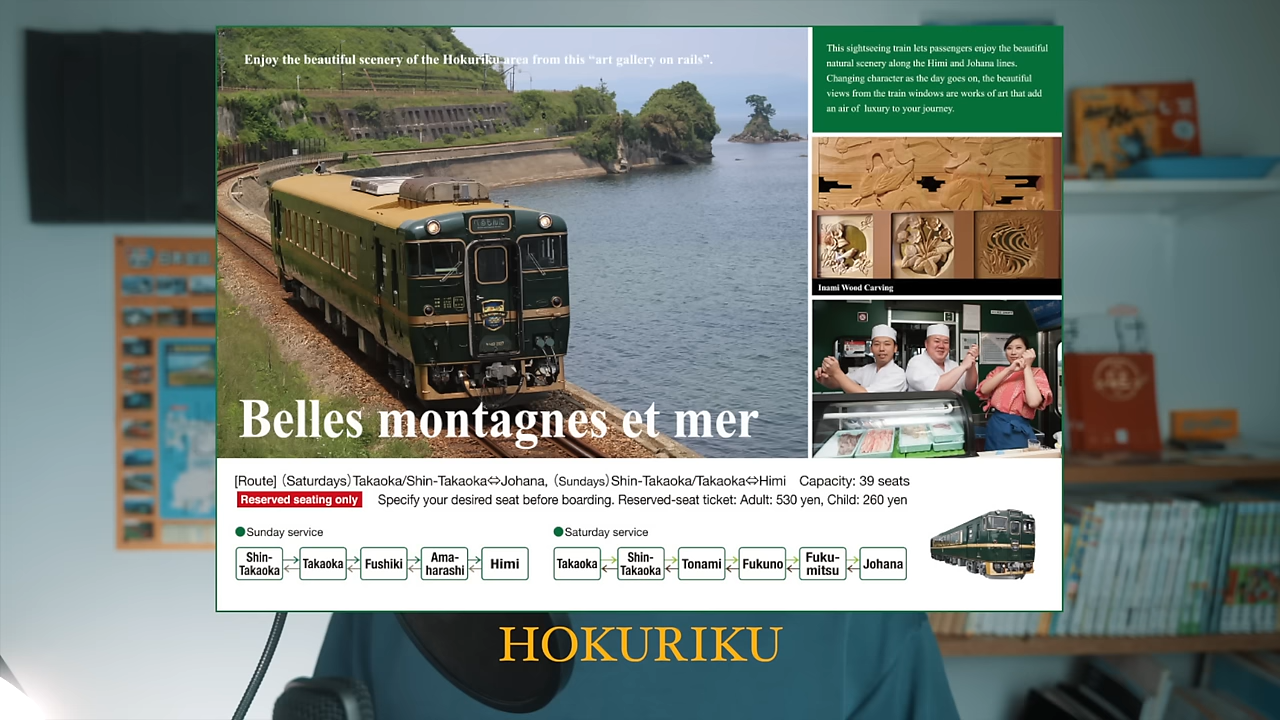 Enjoy the beautiful scenery of the Hokuriku area from this “art gallery on rails”.
This sightseeing train lets passengers enjoy the beautiful
natural scenery along the Himi and Johana lines.
Changing character as the day goes on, the beautiful
views from the train windows are works of art that add
an air of luxury to your journey.
Inami Wood Carving
Belles montagnes et mer
[Route] (Saturdays) Takaoka/Shin-Takaoka⇔Johana, (Sundays) Shin-Takaoka/Takaoka⇔Himi Capacity: 39 seats
Reserved seating only Specify your desired seat before boarding. Reserved-seat ticket: Adult: 530 yen, Child: 260 yen
●Sunday service
Shin-
Takaoka
Takaoka
Fushiki
Ama-
harashi
Himi
●Saturday service
Takaoka
Shin-
Takaoka
Tonami
Fukuno
Fuku-
mitsu
Johana
HOKURIKU